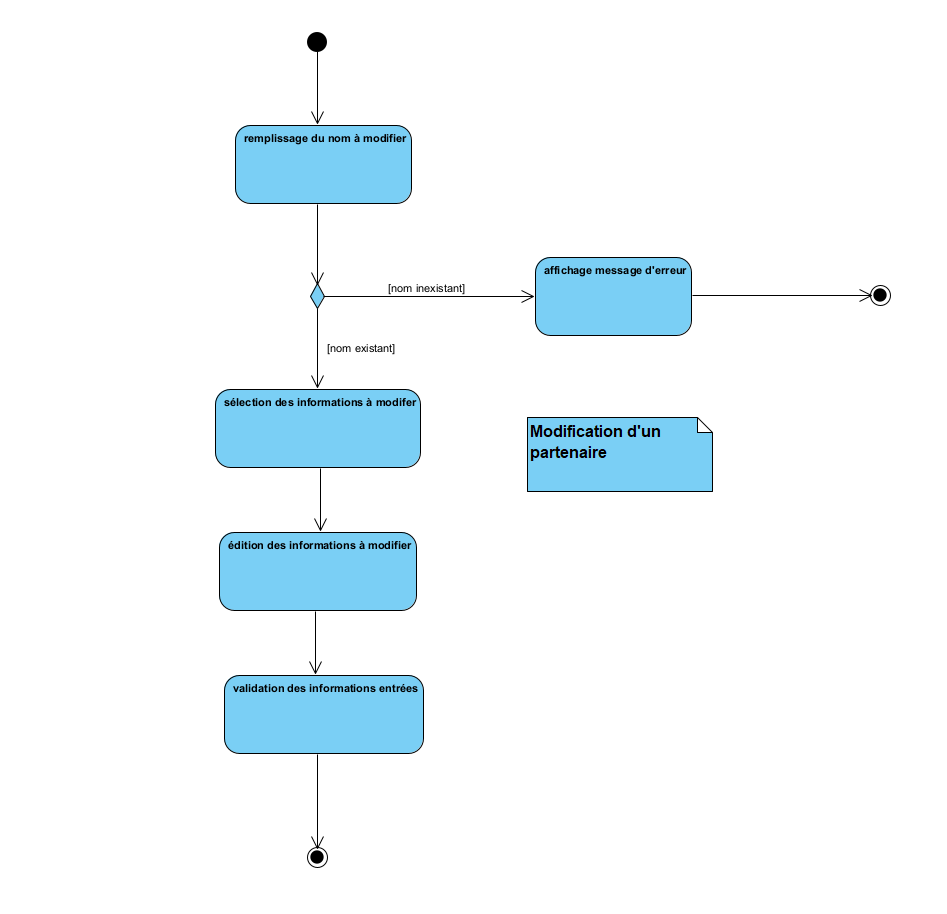 remplissage du nom à modifier
affichage message d'erreur
[nom inexistant]
[nom existant]
sélection des informations à modifer
Modification d'un
partenaire
édition des informations à modifier
validation des informations entrées